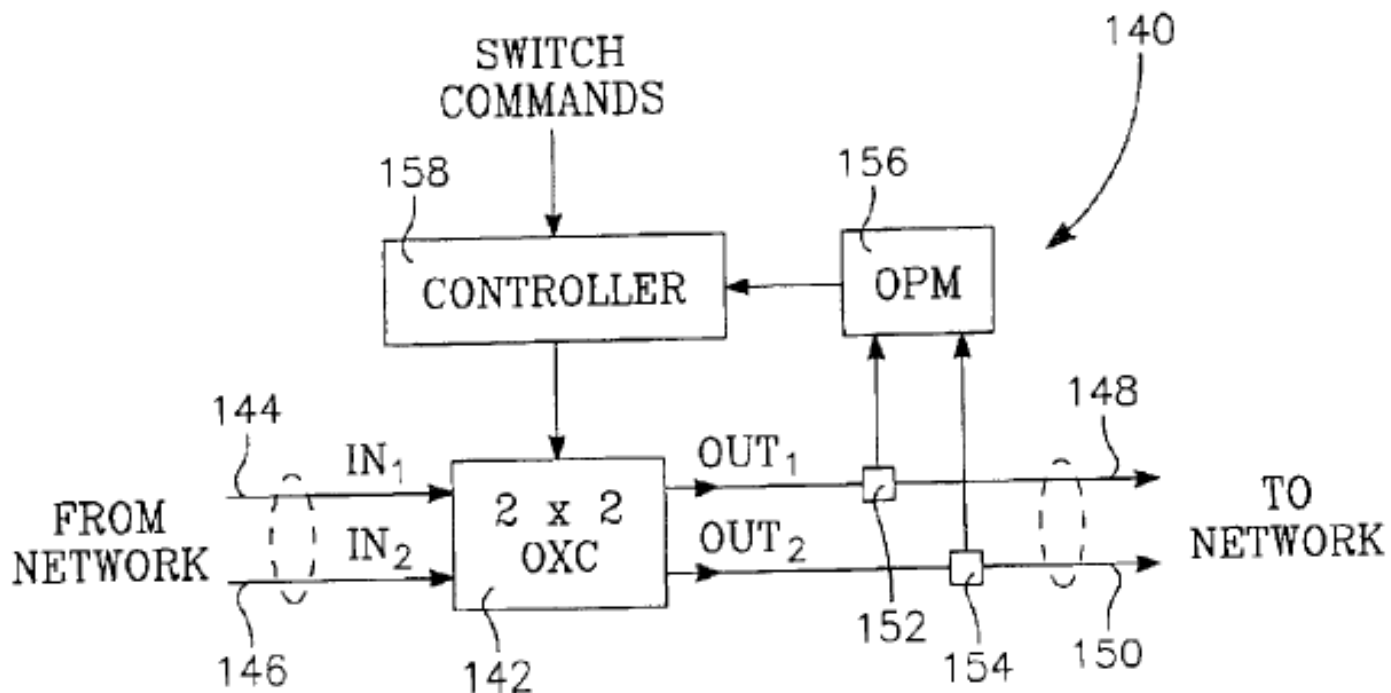 140
SWITCH
COMMANDS
158
156
CONTROLLER
OPM
144
148
IN₁
OUT₁
FROM
NETWORK
2 x 2
OXC
TO
NETWORK
IN₂
OUT₂
146
142
152
154
150